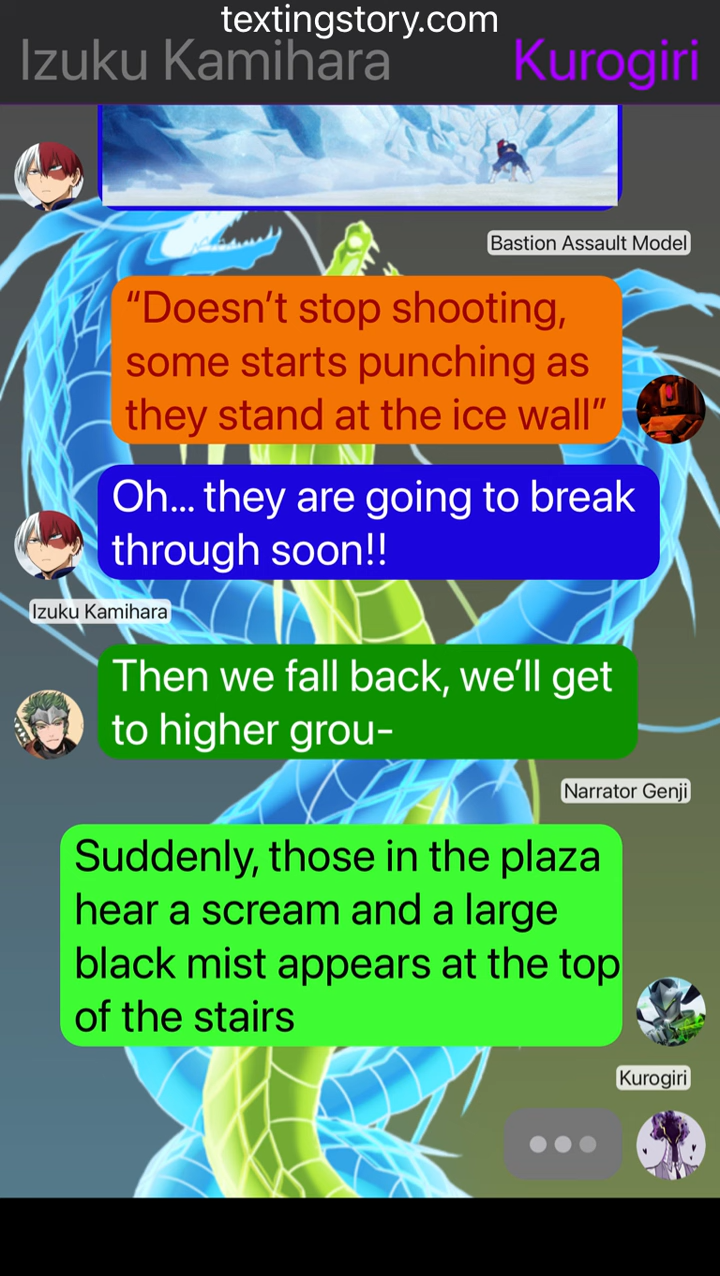 textingstory.com
Izuku Kamihara
Kurogiri
Bastion Assault Model
“Doesn’t stop shooting,
some starts punching as
they stand at the ice wall”
Oh... they are going to break
through soon!!
Izuku Kamihara
Then we fall back, we’ll get
to higher grou-
Narrator Genji
Suddenly, those in the plaza
hear a scream and a large
black mist appears at the top
of the stairs
Kurogiri